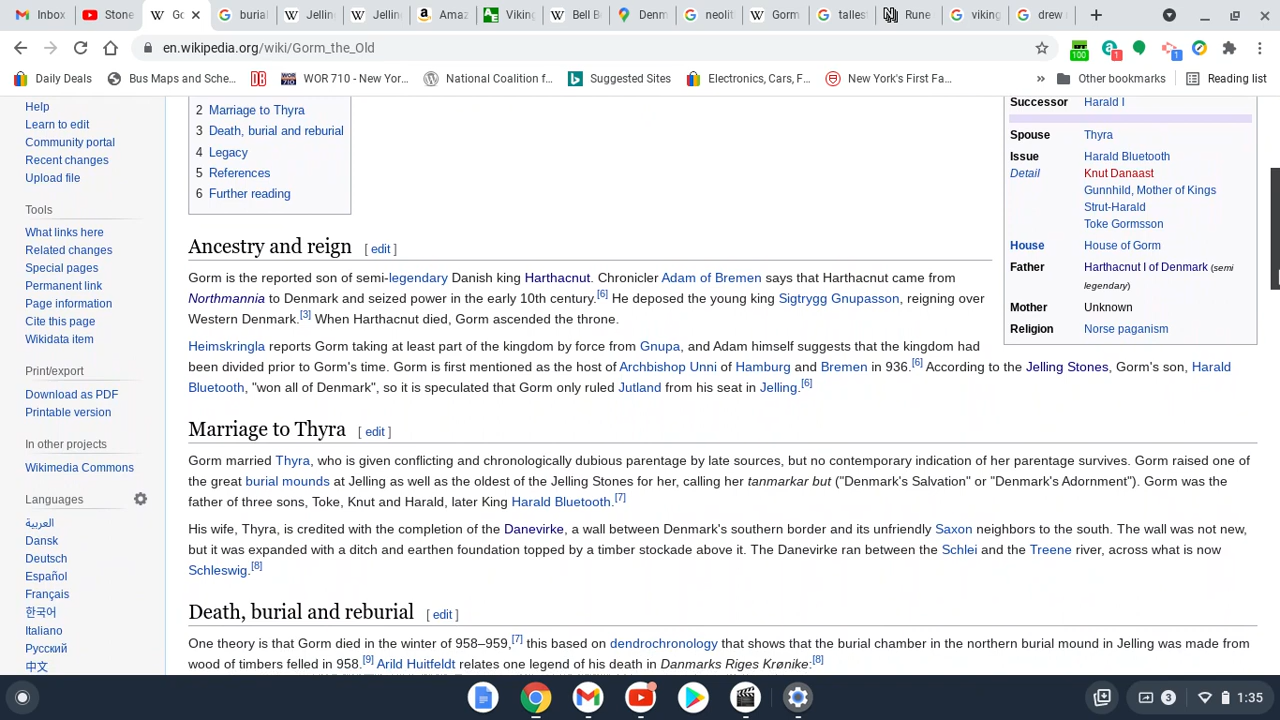 Inbox
Stone
Go
burial
Jellin
Jellin
Amaz
Viking
Bell B
Denm
neolit
Gorm
talles
Rune
viking
drew
en.wikipedia.org/wiki/Gorm_the_Old
100
1
1
Daily Deals
Bus Maps and Sche...
WOR 710 - New Yor...
National Coalition f...
Suggested Sites
Electronics, Cars, F...
New York's First Fa...
»
Other bookmarks
Reading list
Help
Learn to edit
Community portal
Recent changes
Upload file
Tools
What links here
Related changes
Special pages
Permanent link
Page information
Cite this page
Wikidata item
Print/export
Download as PDF
Printable version
In other projects
Wikimedia Commons
Languages
العربية
Dansk
Deutsch
Español
Français
한국어
Italiano
Русский
中文
2 Marriage to Thyra
3 Death, burial and reburial
4 Legacy
5 References
6 Further reading
Ancestry and reign [ edit ]
Gorm is the reported son of semi-legendary Danish king Harthacnut. Chronicler Adam of Bremen says that Harthacnut came from
Northmannia to Denmark and seized power in the early 10th century.[6] He deposed the young king Sigtrygg Gnupasson, reigning over
Western Denmark.[3] When Harthacnut died, Gorm ascended the throne.
Heimskringla reports Gorm taking at least part of the kingdom by force from Gnupa, and Adam himself suggests that the kingdom had
been divided prior to Gorm's time. Gorm is first mentioned as the host of Archbishop Unni of Hamburg and Bremen in 936.[6] According to the Jelling Stones, Gorm's son, Harald
Bluetooth, "won all of Denmark", so it is speculated that Gorm only ruled Jutland from his seat in Jelling.[6]
Marriage to Thyra [ edit ]
Gorm married Thyra, who is given conflicting and chronologically dubious parentage by late sources, but no contemporary indication of her parentage survives. Gorm raised one of
the great burial mounds at Jelling as well as the oldest of the Jelling Stones for her, calling her tanmarkar but ("Denmark's Salvation" or "Denmark's Adornment"). Gorm was the
father of three sons, Toke, Knut and Harald, later King Harald Bluetooth.[7]
His wife, Thyra, is credited with the completion of the Danevirke, a wall between Denmark's southern border and its unfriendly Saxon neighbors to the south. The wall was not new,
but it was expanded with a ditch and earthen foundation topped by a timber stockade above it. The Danevirke ran between the Schlei and the Treene river, across what is now
Schleswig.[8]
Death, burial and reburial [ edit ]
One theory is that Gorm died in the winter of 958–959,[7] this based on dendrochronology that shows that the burial chamber in the northern burial mound in Jelling was made from
wood of timbers felled in 958.[9] Arild Huitfeldt relates one legend of his death in Danmarks Riges Krønike:[8]
Successor Harald I
Spouse Thyra
Issue Harald Bluetooth
Detail Knut Danaast
Gunnhild, Mother of Kings
Strut-Harald
Toke Gormsson
House House of Gorm
Father Harthacnut I of Denmark (semi
legendary)
Mother Unknown
Religion Norse paganism
3
1:35